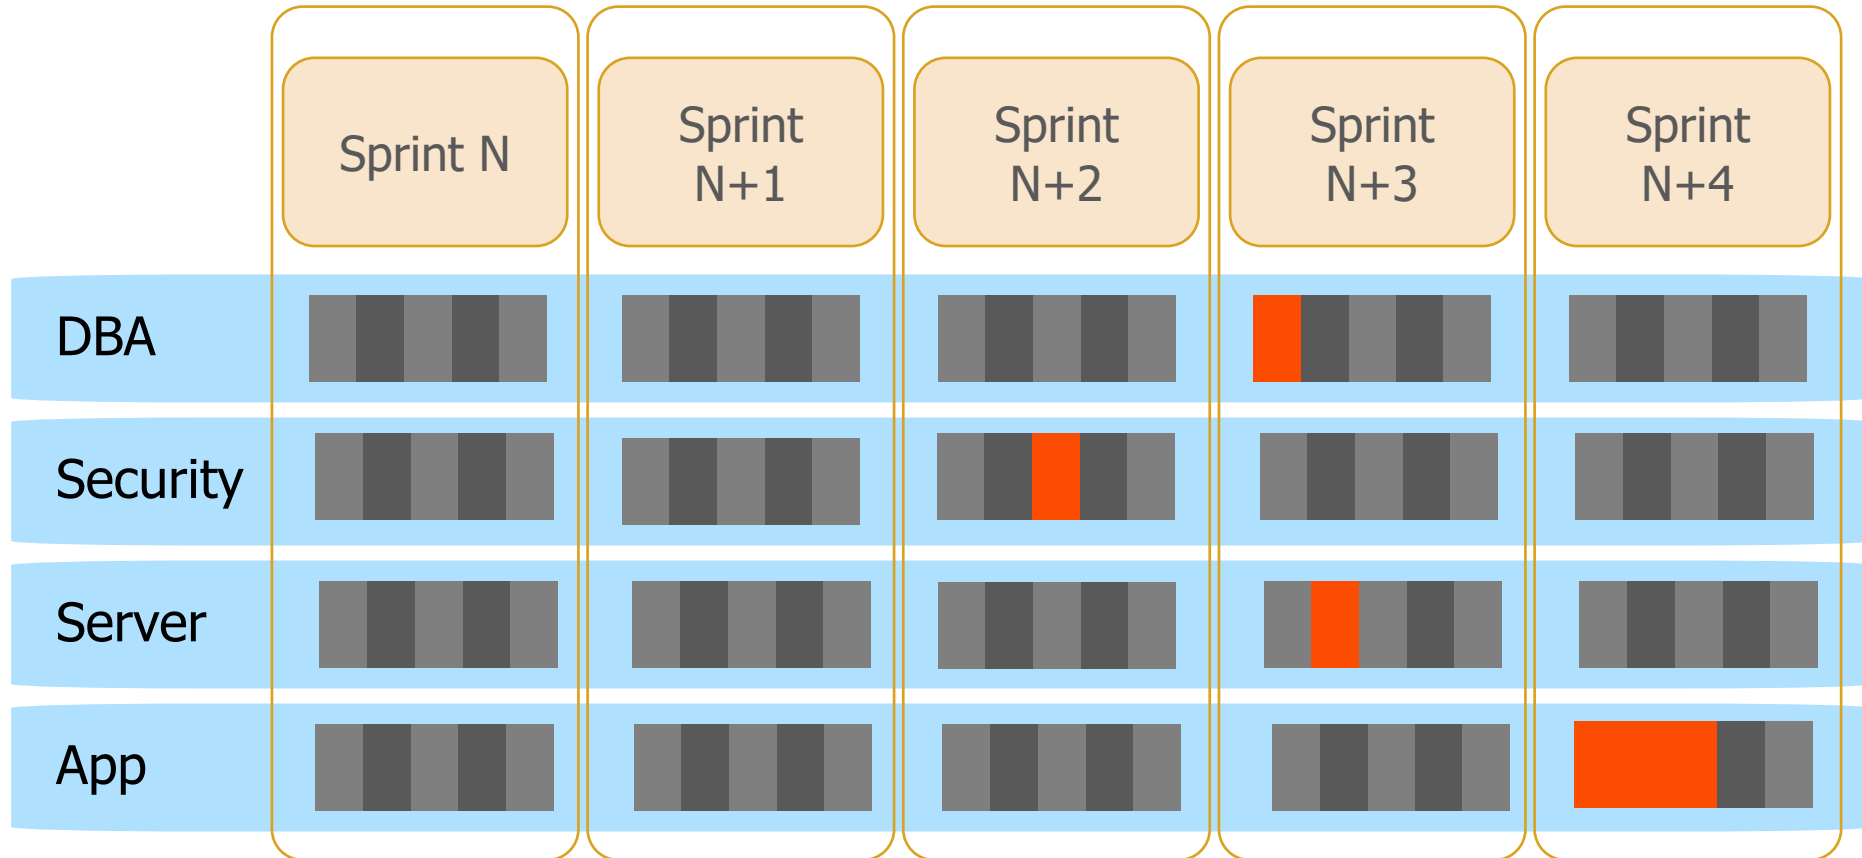 Sprint N
Sprint
N+1
Sprint
N+2
Sprint
N+3
Sprint
N+4
DBA
Security
Server
App